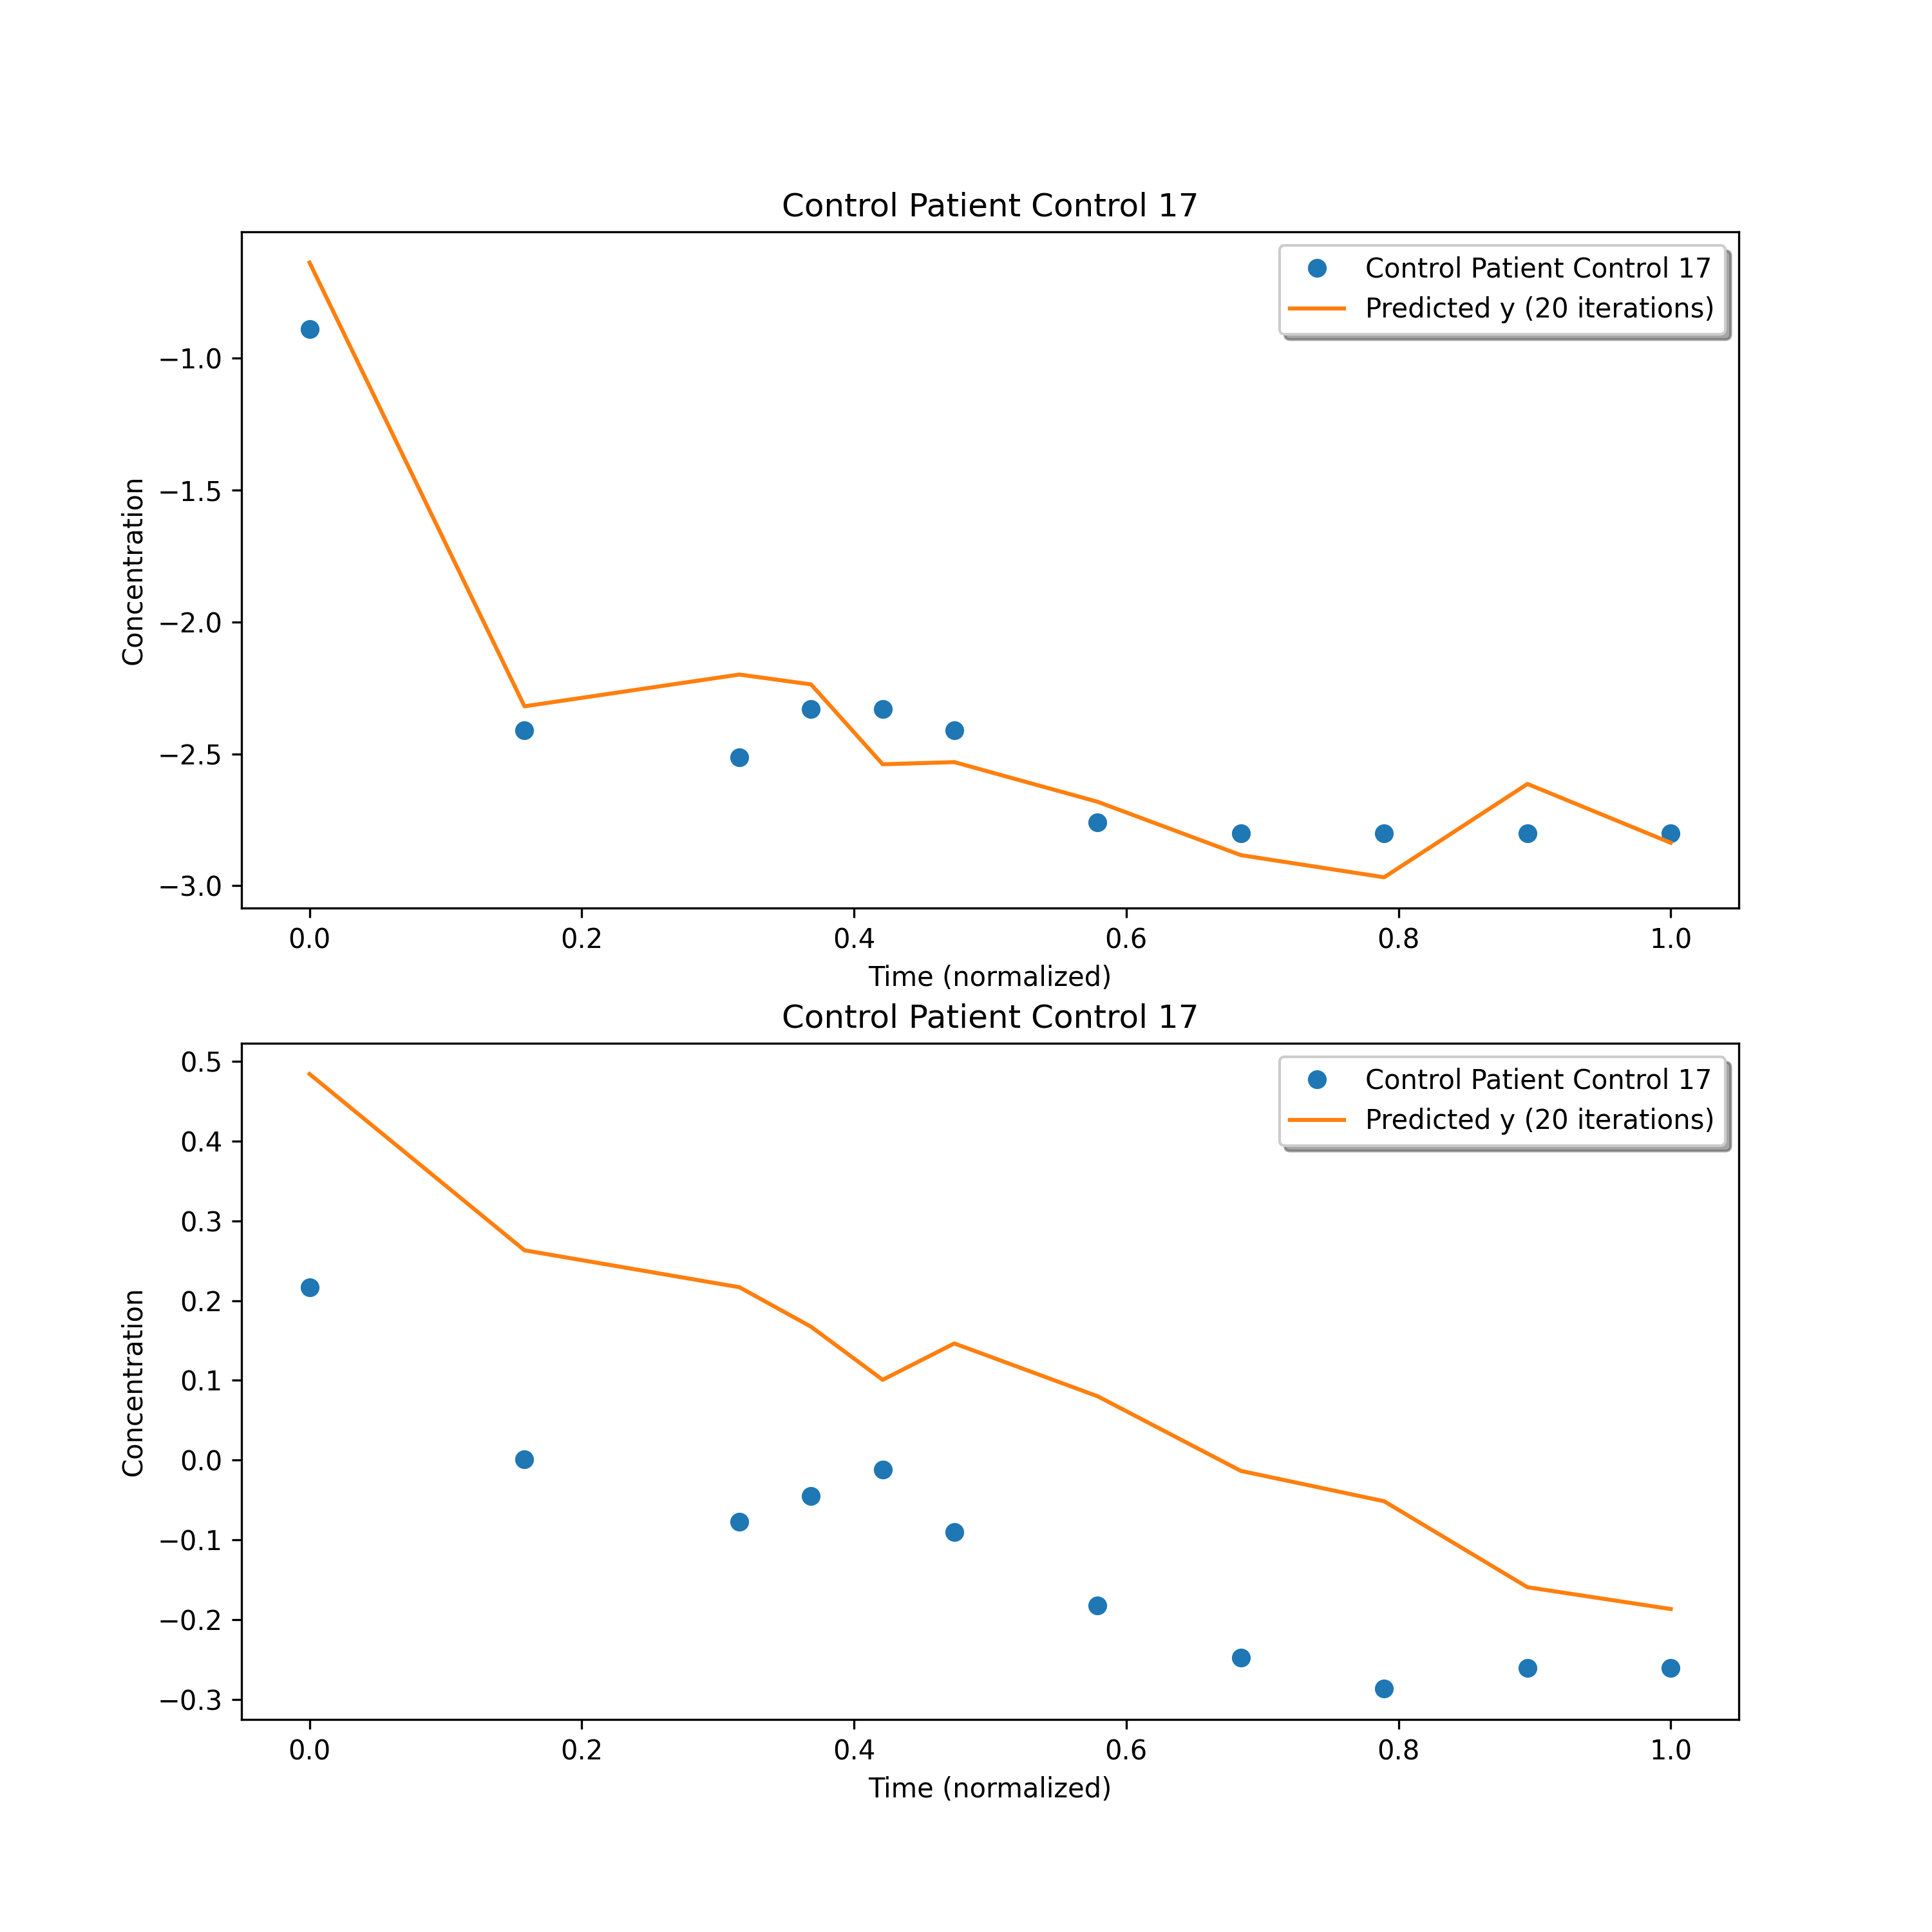 Control Patient Control 17
Control Patient Control 17
Predicted y (20 iterations)
−1.0
−1.5
−2.0
−2.5
−3.0
Concentration
0.0 0.2 0.4 0.6 0.8 1.0
Time (normalized)
Control Patient Control 17
Control Patient Control 17
Predicted y (20 iterations)
0.5
0.4
0.3
0.2
0.1
0.0
−0.1
−0.2
−0.3
Concentration
0.0 0.2 0.4 0.6 0.8 1.0
Time (normalized)